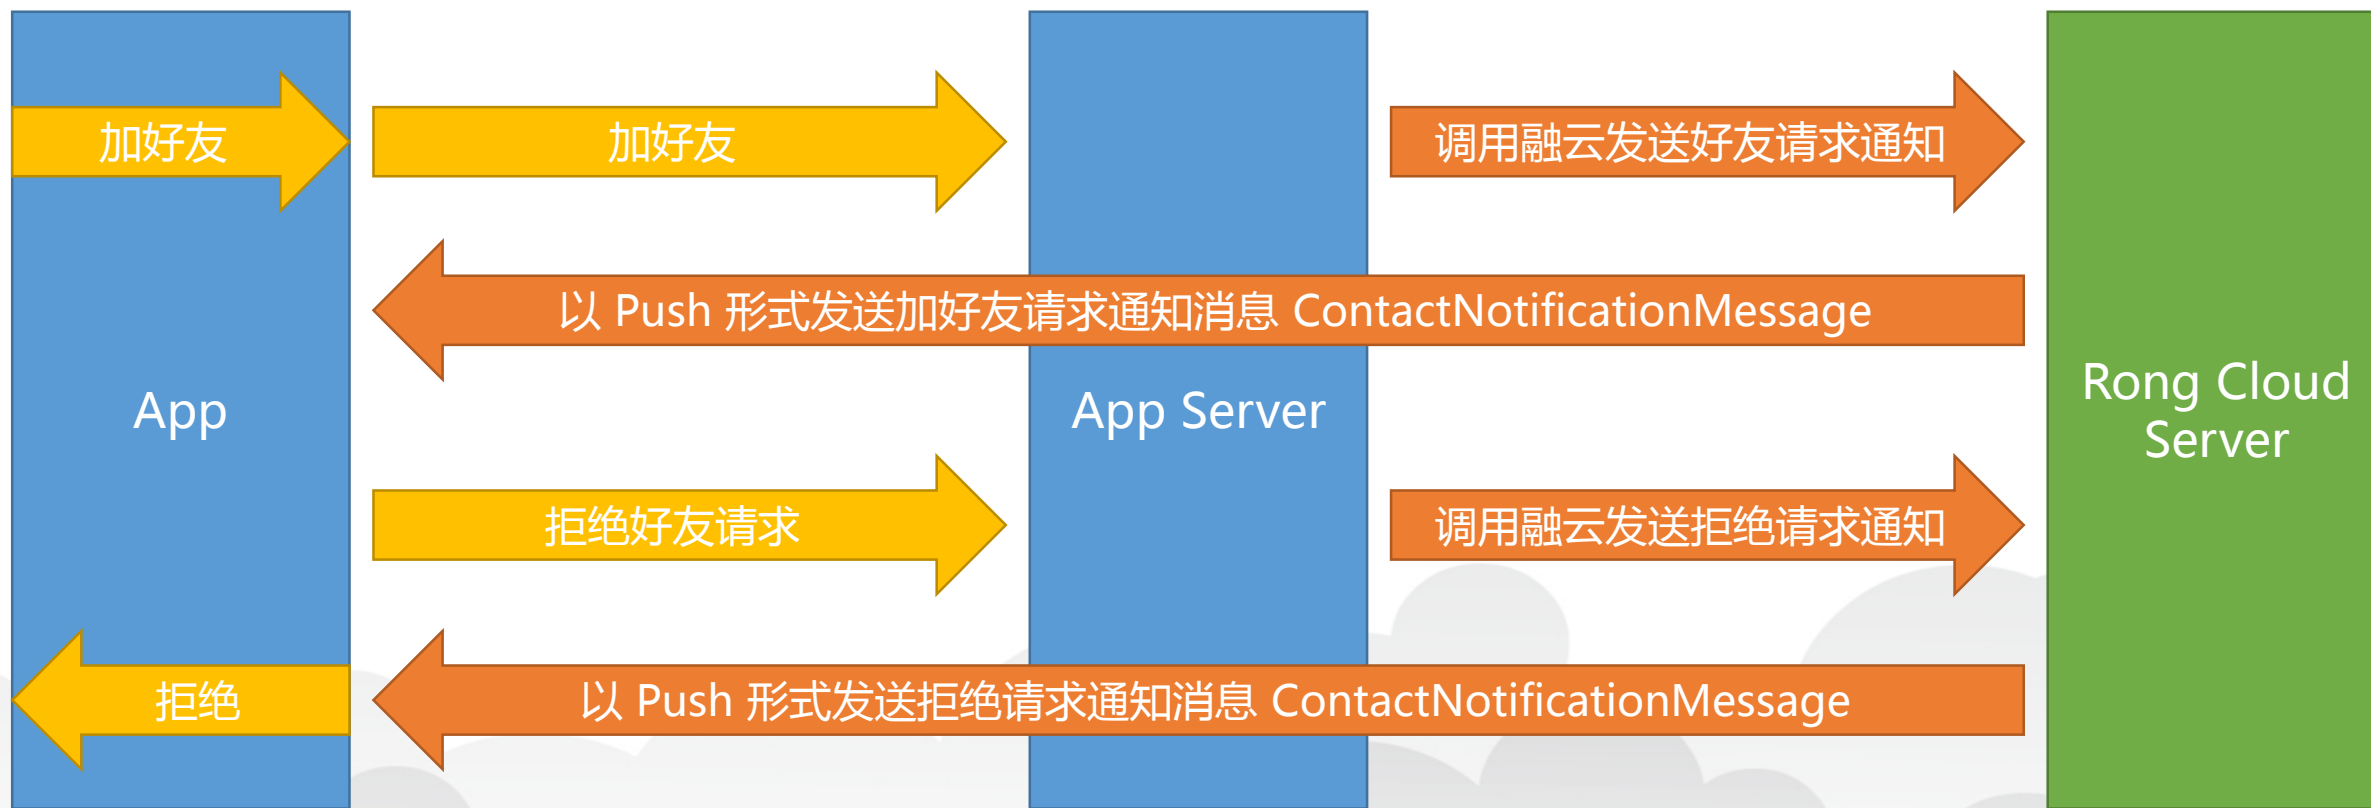 加好友
加好友
调用融云发送好友请求通知
以 Push 形式发送加好友请求通知消息 ContactNotificationMessage
App
App Server
Rong Cloud
Server
拒绝好友请求
调用融云发送拒绝请求通知
拒绝
以 Push 形式发送拒绝请求通知消息 ContactNotificationMessage